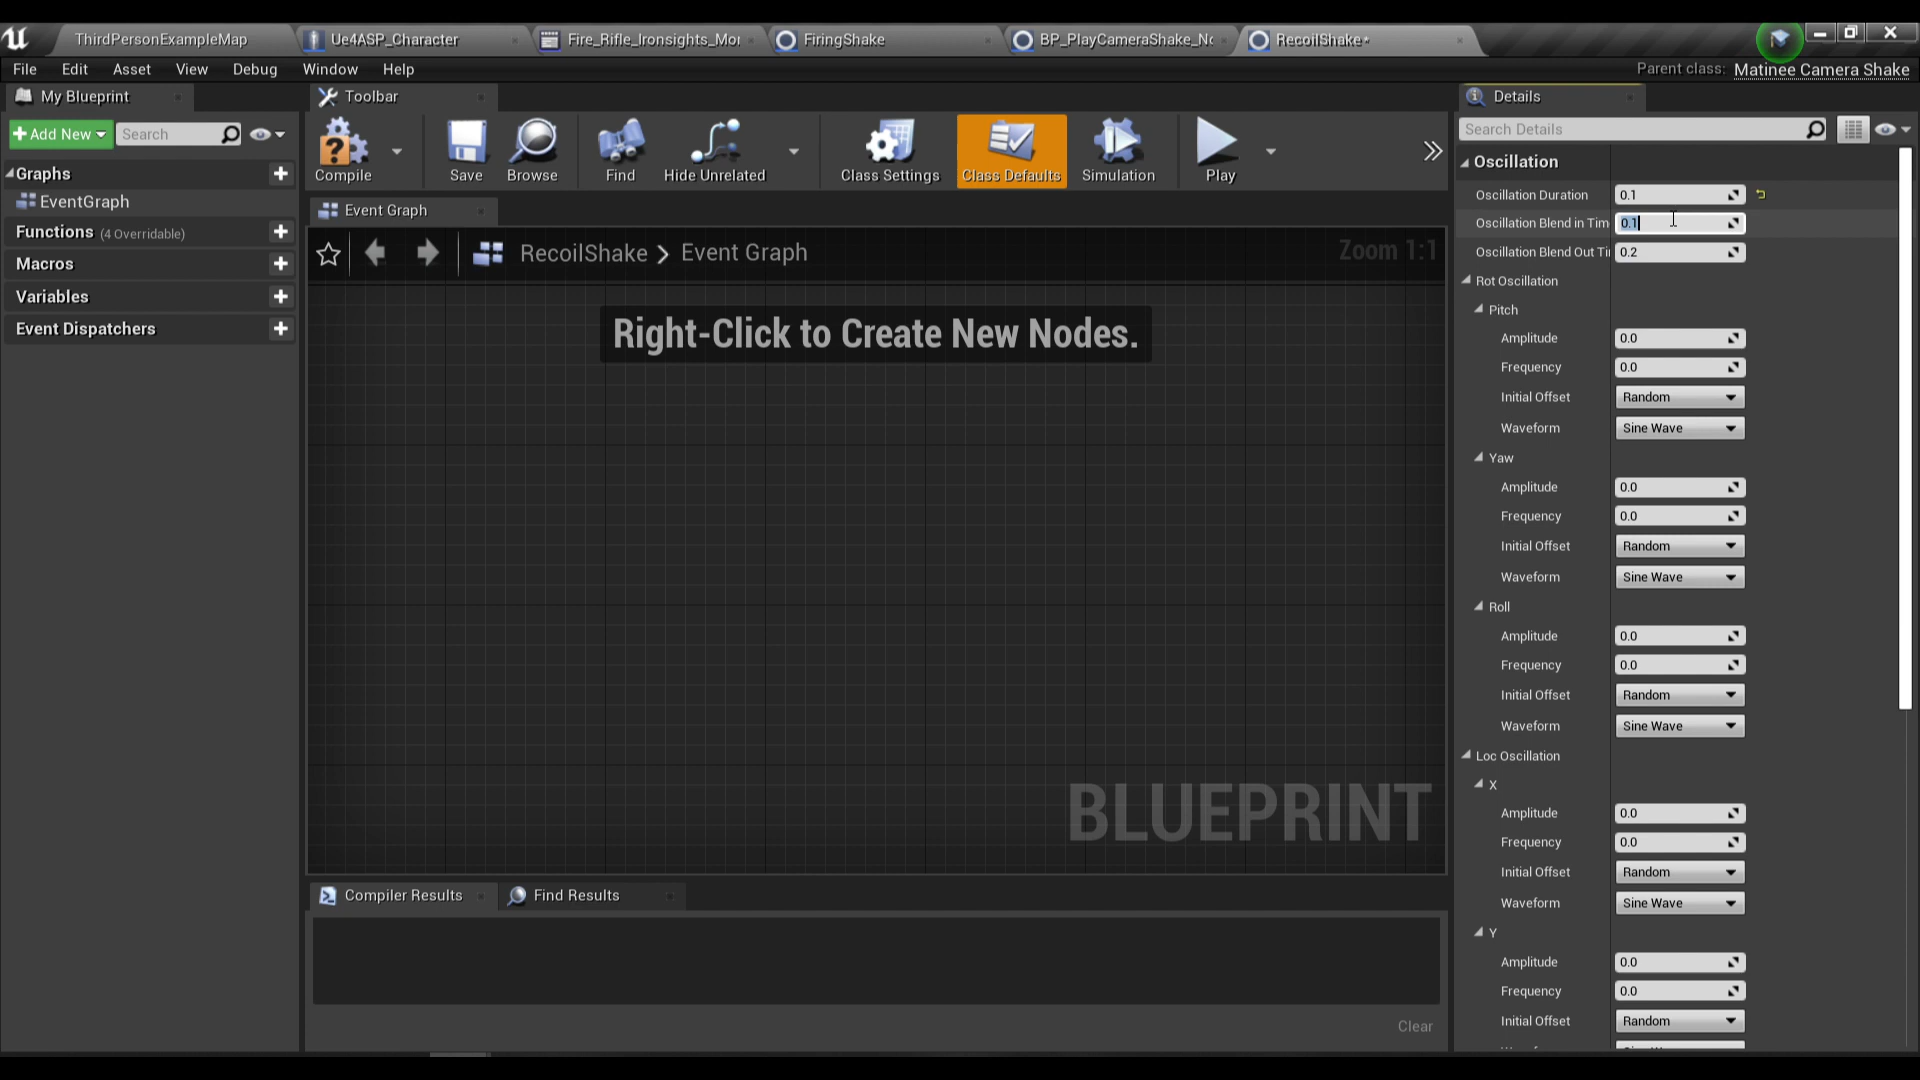 ThirdPersonExampleMap
Ue4ASP_Character
Fire_Rifle_Ironsights_Mo
FiringShake
BP_PlayCameraShake_No
RecoilShake*
File Edit Asset View Debug Window Help
Parent class: Matinee Camera Shake
My Blueprint
Toolbar
Details
Add New
Search
Compile
Save
Browse
Find
Hide Unrelated
Class Settings
Class Defaults
Simulation
Play
Search Details
Graphs
EventGraph
Functions (4 Overridable)
Macros
Variables
Event Dispatchers
Event Graph
RecoilShake > Event Graph
Zoom 1:1
Right-Click to Create New Nodes.
BLUEPRINT
Compiler Results
Find Results
Clear
Oscillation
Oscillation Duration 0.1
Oscillation Blend in Tim 0.1
Oscillation Blend Out Ti 0.2
Rot Oscillation
Pitch
Amplitude 0.0
Frequency 0.0
Initial Offset Random
Waveform Sine Wave
Yaw
Amplitude 0.0
Frequency 0.0
Initial Offset Random
Waveform Sine Wave
Roll
Amplitude 0.0
Frequency 0.0
Initial Offset Random
Waveform Sine Wave
Loc Oscillation
X
Amplitude 0.0
Frequency 0.0
Initial Offset Random
Waveform Sine Wave
Y
Amplitude 0.0
Frequency 0.0
Initial Offset Random